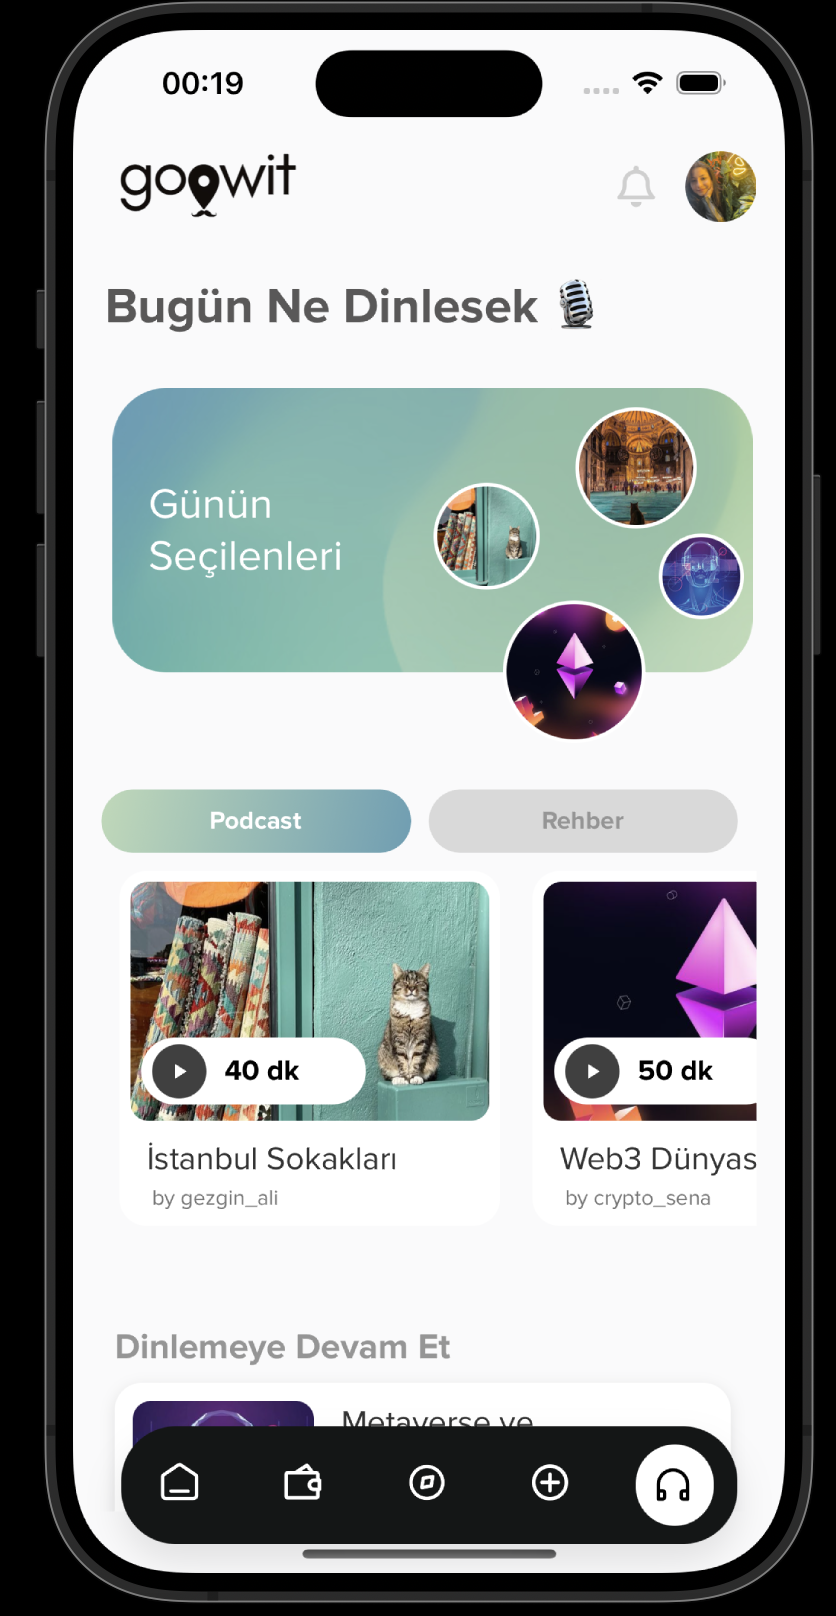 00:19
goowit
Bugün Ne Dinlesek
Günün
Seçilenleri
Podcast
Rehber
40 dk
50 dk
İstanbul Sokakları
Web3 Dünyas
by gezgin_ali
by crypto_sena
Dinlemeye Devam Et
Metaverse ve